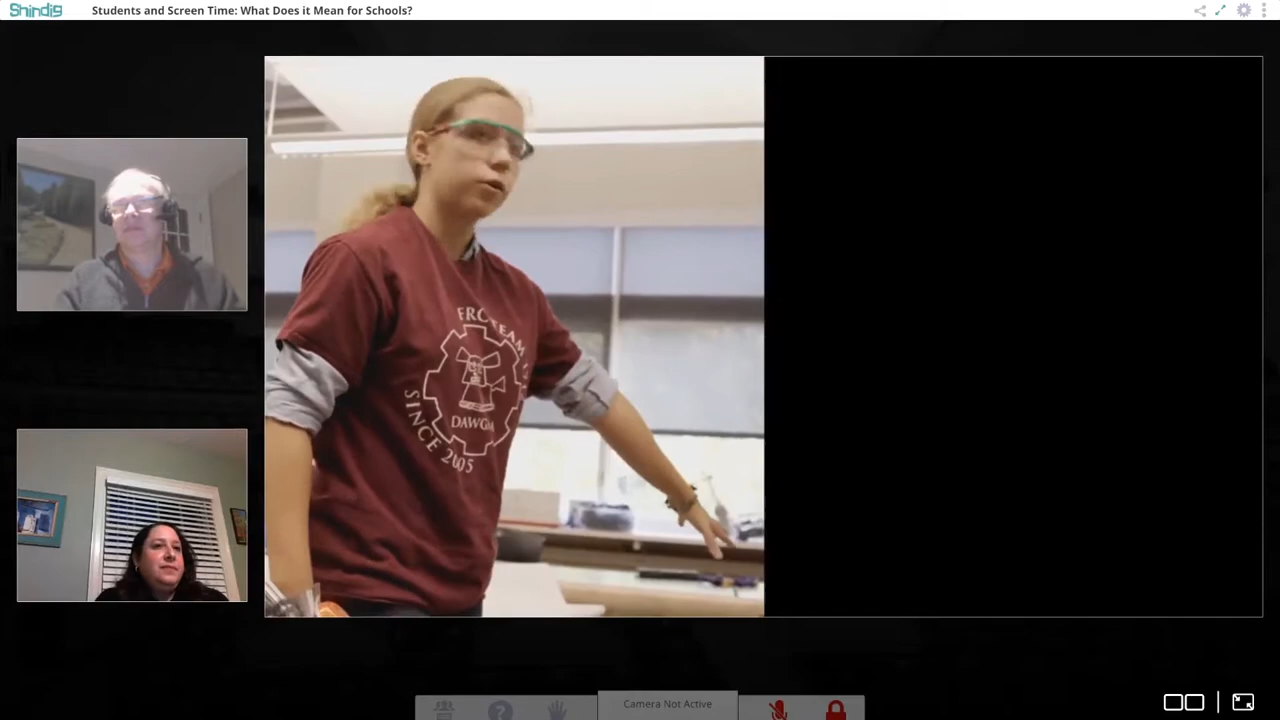 Shindig
Students and Screen Time: What Does it Mean for Schools?
FRC TEAM
DAWGMA
SINCE 2005
Camera Not Active